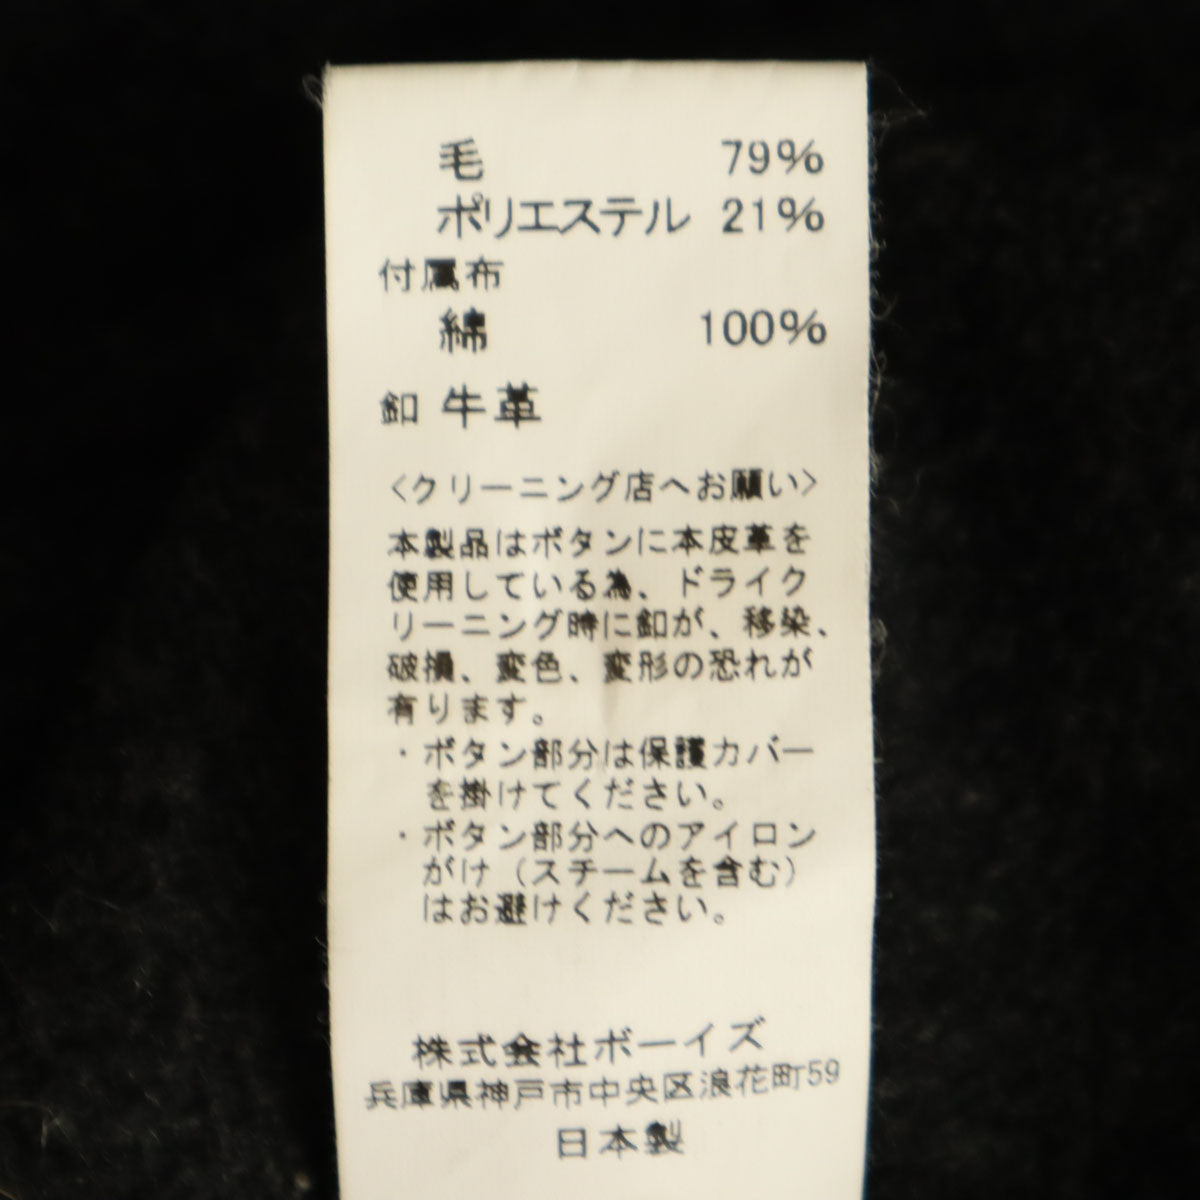 毛 79%
ポリエステル 21%
付属布
綿 100%
釦 牛革
<クリーニング店へお願い>
本製品はボタンに本皮革を
使用している為、ドライク
リーニング時に釦が、移染、
破損、変色、変形の恐れが
有ります。
・ボタン部分は保護カバー
を掛けてください。
・ボタン部分へのアイロン
がけ(スチームを含む)
はお避けください。
株式会社ボーイズ
兵庫県神戸市中央区浪花町59
日本製